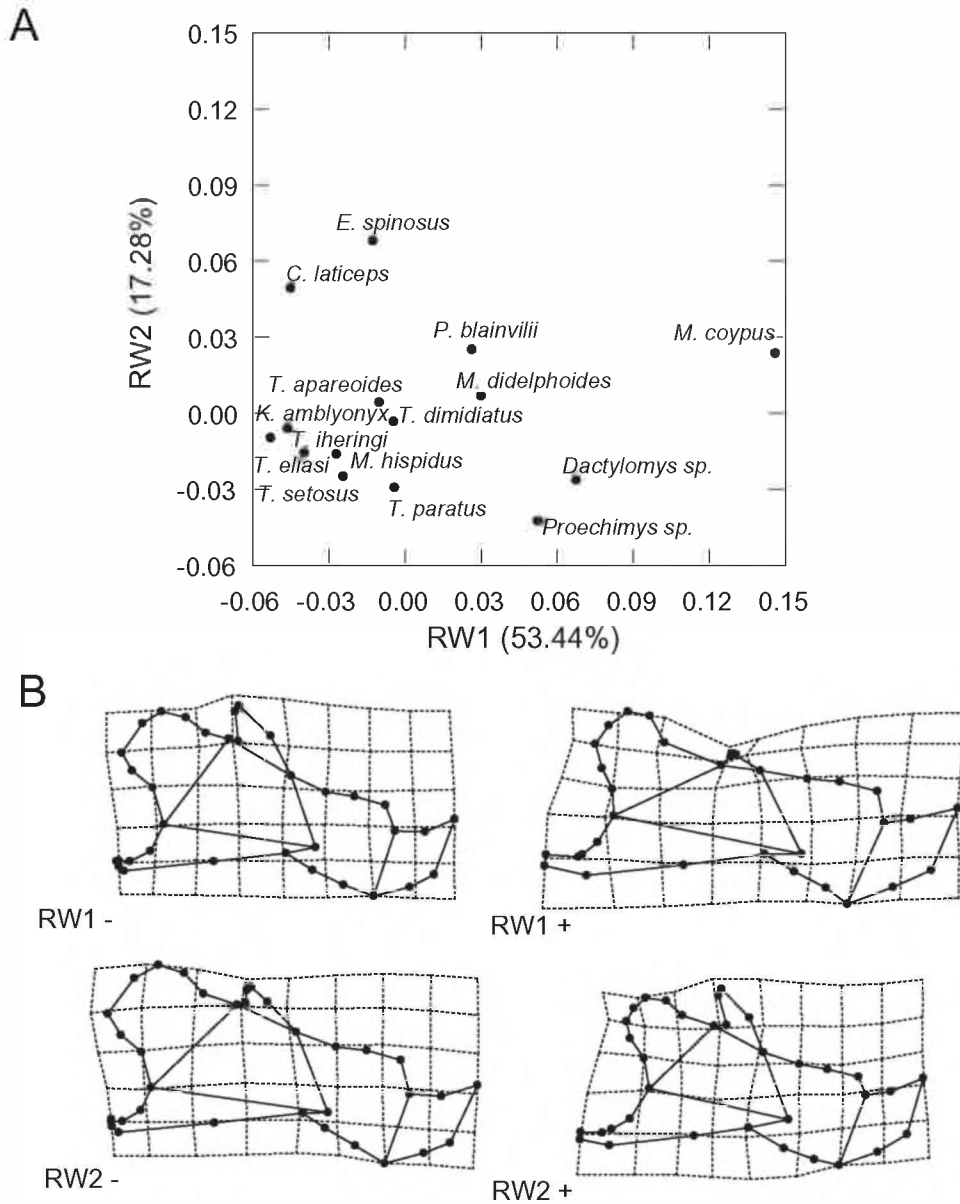 A
0.15
0.12
0.09
0.06
0.03
0.00
-0.03
-0.06
RW2 (17.28%)
E. spinosus
C. laticeps
P. blainvilii
M. coypus
T. apareoides
M. didelphoides
K. amblyonyx
T. dimidiatus
T. iheringi
T. eliasi
M. hispidus
Dactylomys sp.
T. setosus
T. paratus
Proechimys sp.
-0.06 -0.03 0.00 0.03 0.06 0.09 0.12 0.15
RW1 (53.44%)
B
RW1 -
RW1 +
RW2 -
RW2 +